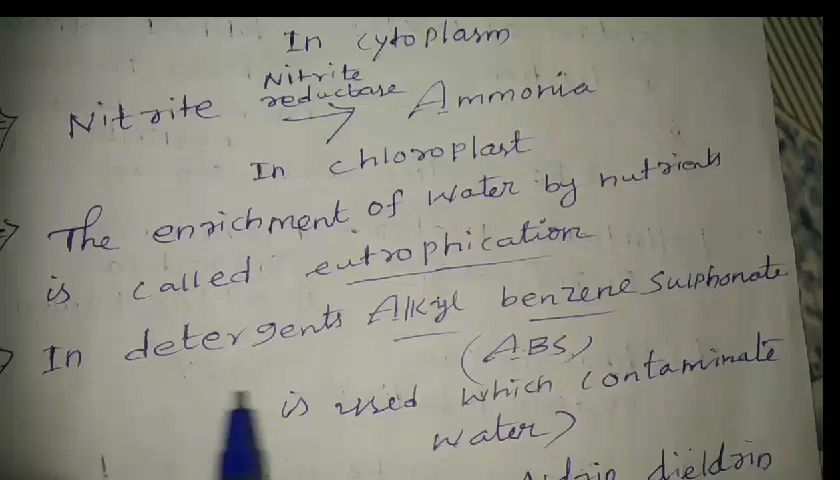 In cytoplasm
Nitrite
Nitrite reductase
→ Ammonia
In chloroplast
The enrichment of water by nutrients
is called eutrophication
In detergents Alkyl benzene sulphonate
(ABS)
is used which contaminate
water)
dieldrin